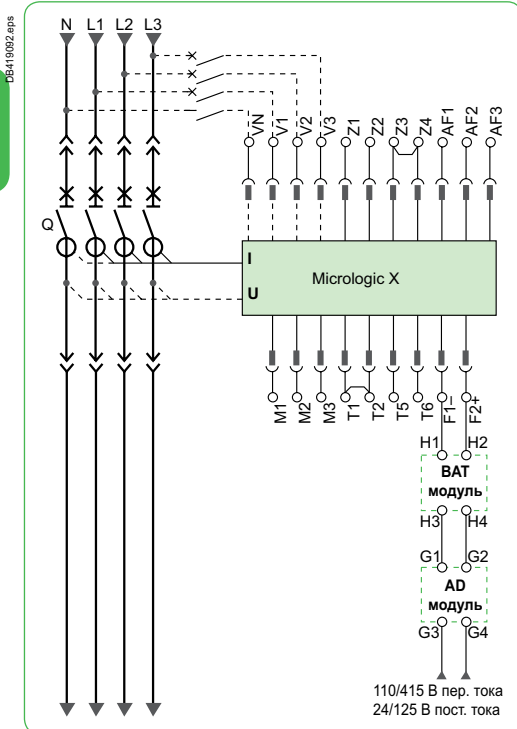 DB419092.eps
N L1 L2 L3
VN V1 V2 V3 Z1 Z2 Z3 Z4 AF1 AF2 AF3
Q
I
U
Micrologic X
M1 M2 M3 T1 T2 T5 T6 F1– F2+
H1 H2
BAT
модуль
H3 H4
G1 G2
AD
модуль
G3 G4
110/415 В пер. тока
24/125 В пост. тока